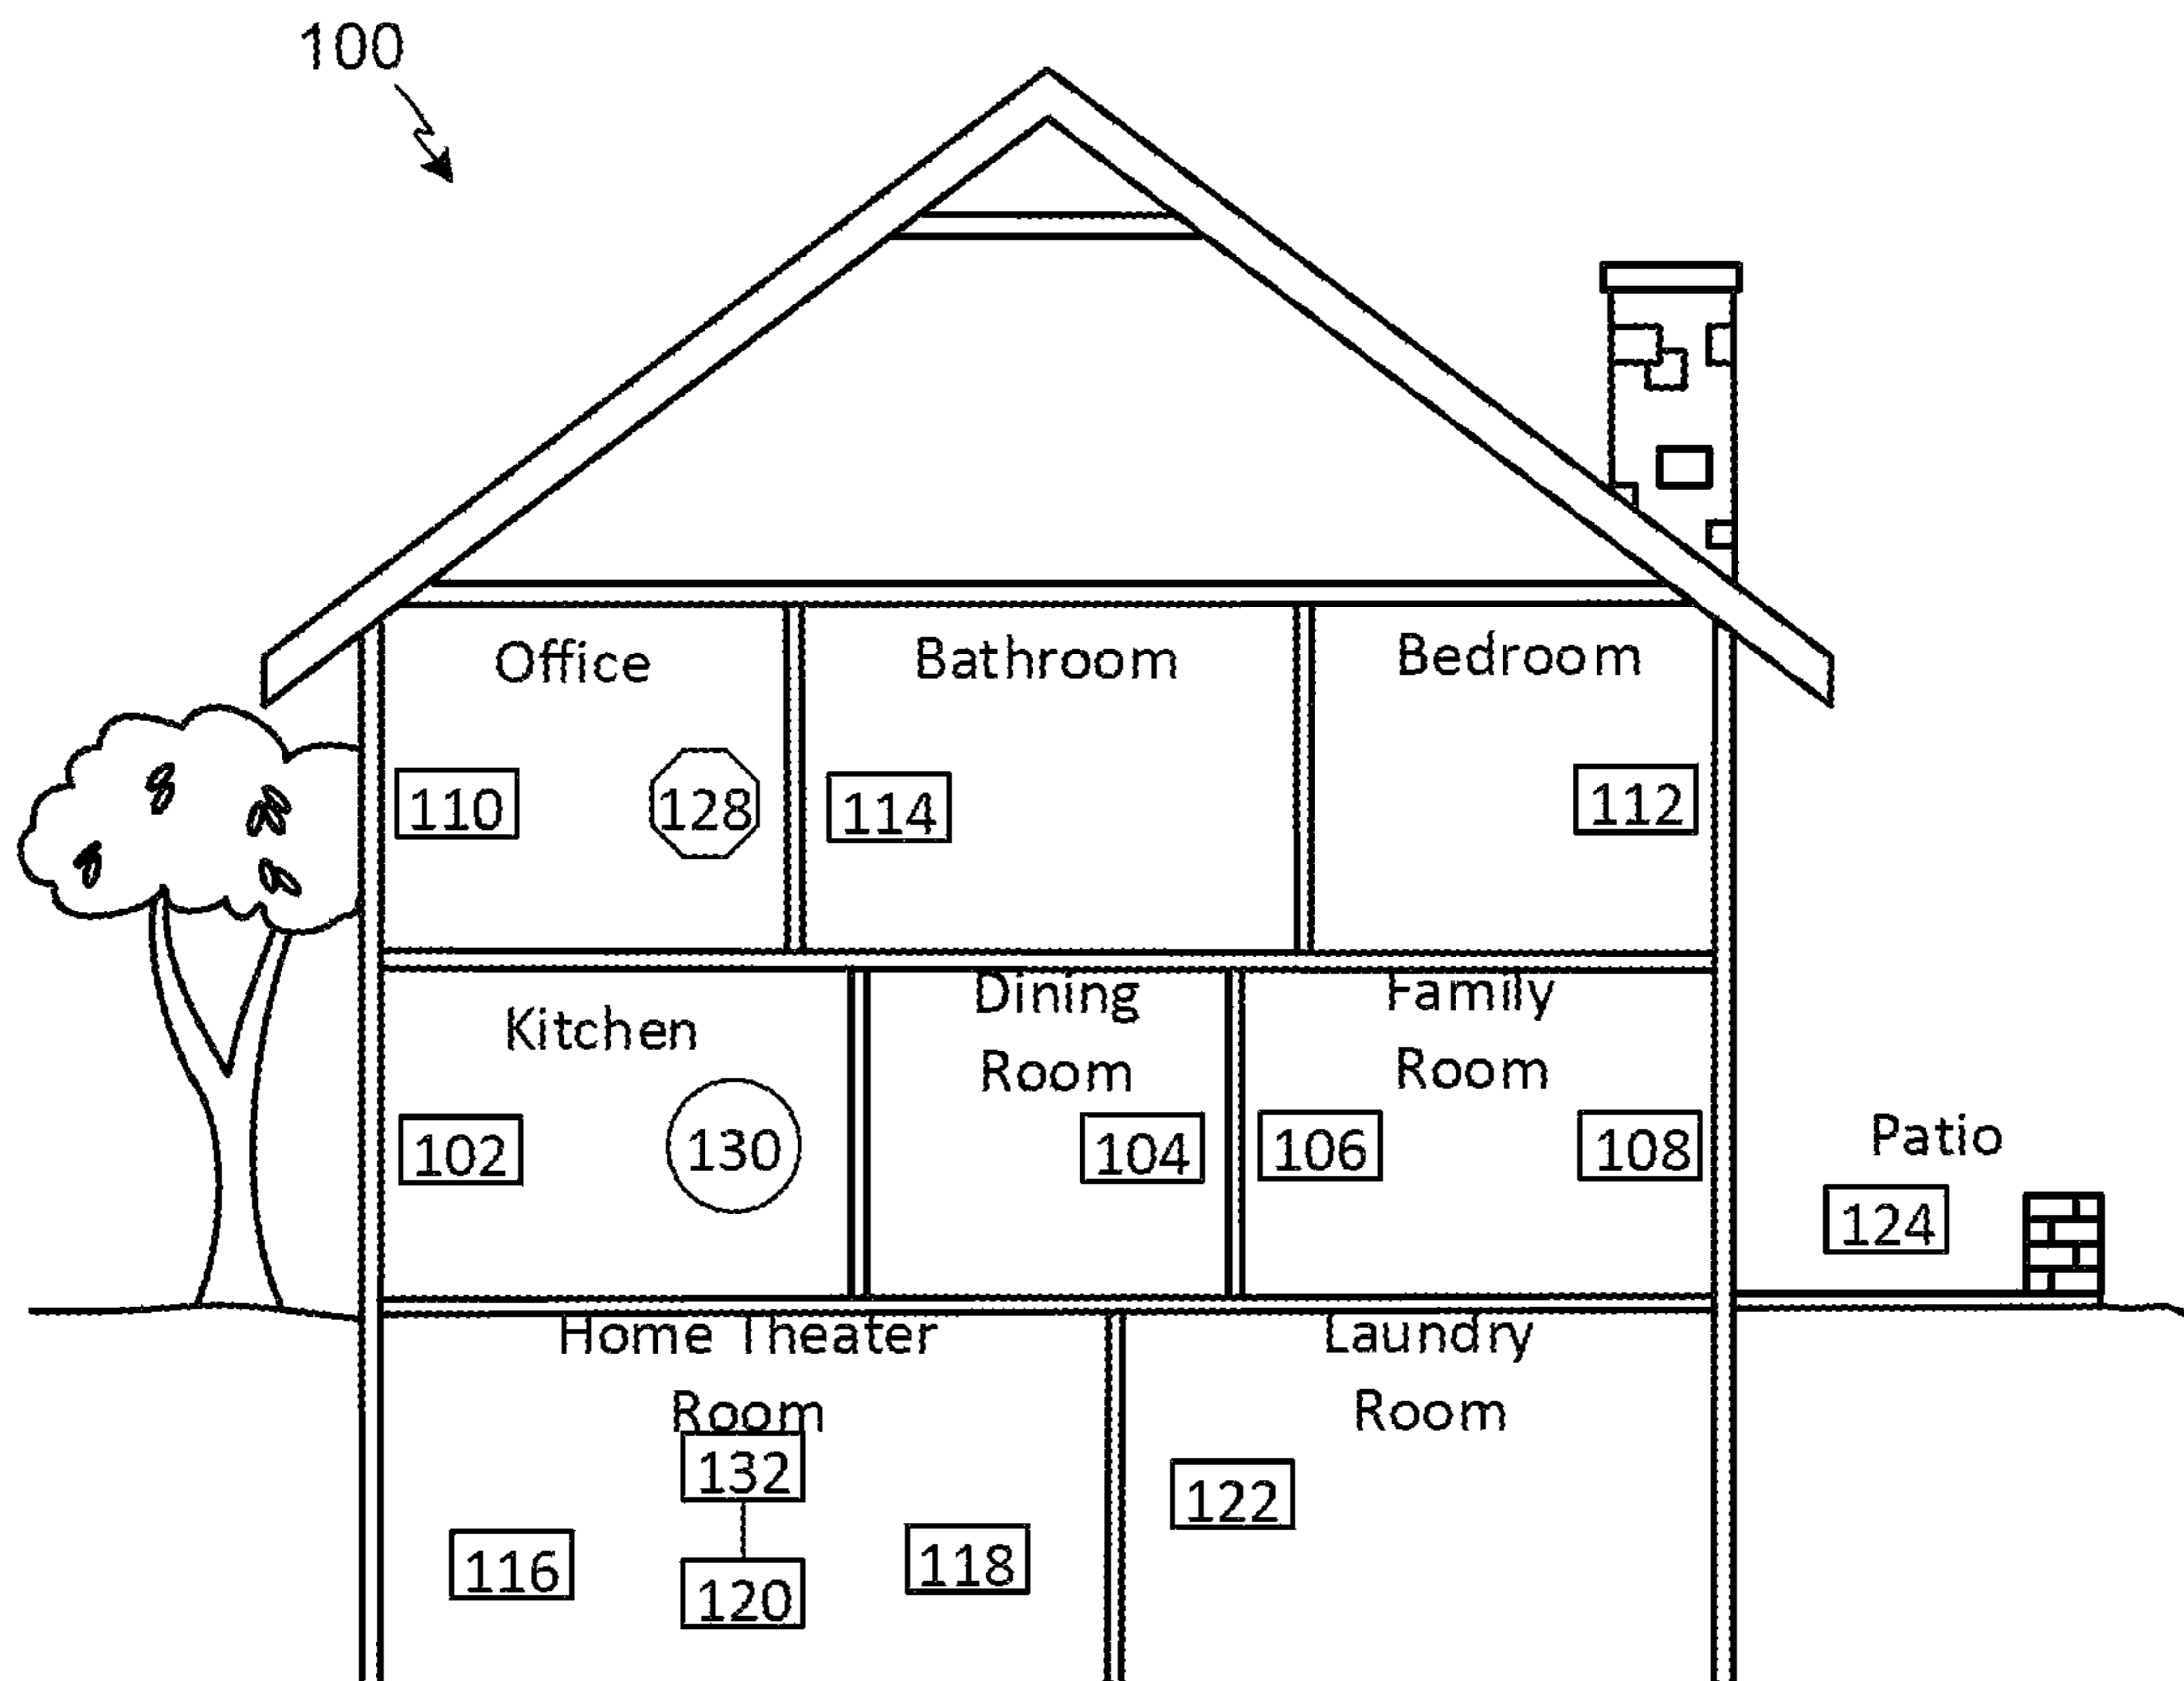 100
Office
Bathroom
Bedroom
110
128
114
112
Kitchen
Dining
Room
Family
Room
102
130
104
106
108
Patio
124
Home Theater
Room
Laundry
Room
132
122
116
120
118